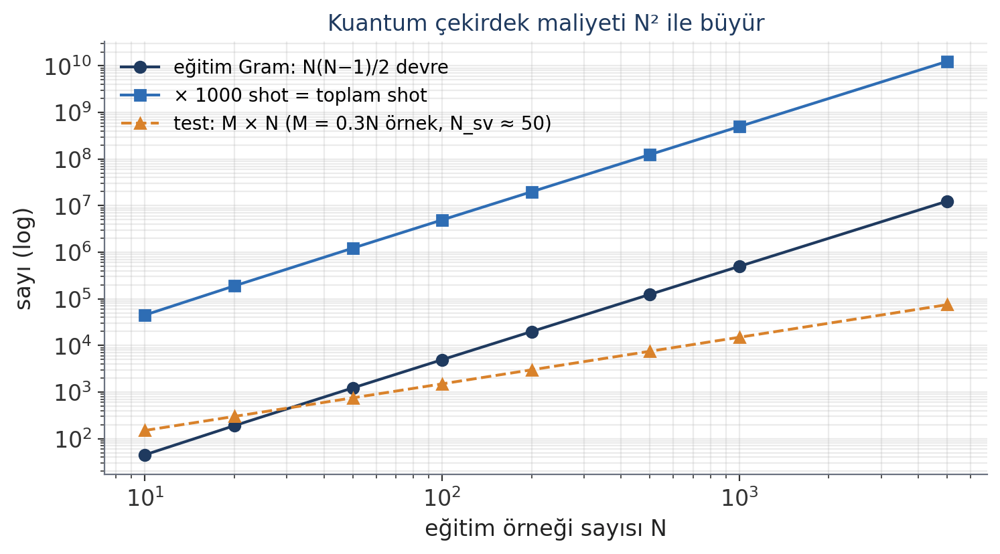 Kuantum çekirdek maliyeti N² ile büyür
eğitim Gram: N(N−1)/2 devre
× 1000 shot = toplam shot
test: M × N (M = 0.3N örnek, N_sv ≈ 50)
sayı (log)
10¹⁰
10⁹
10⁸
10⁷
10⁶
10⁵
10⁴
10³
10²
10¹ 10² 10³
eğitim örneği sayısı N